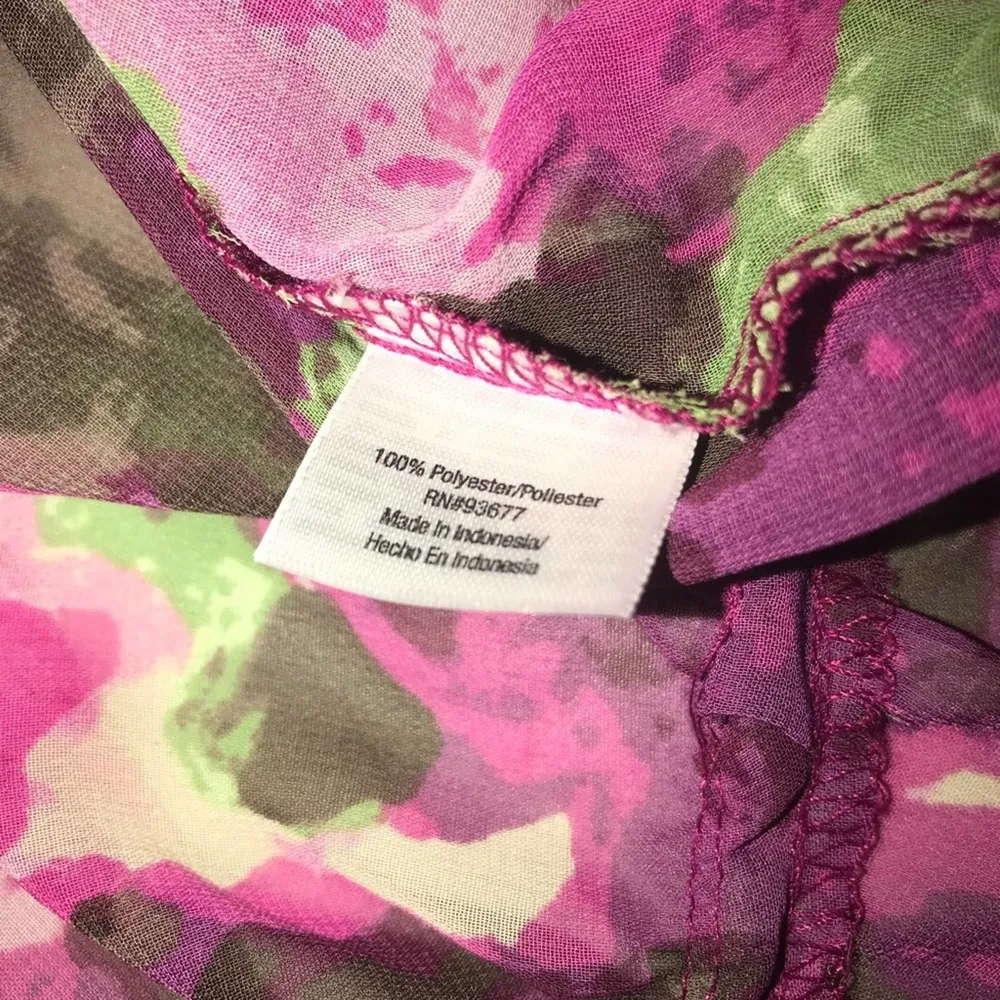 100% Polyester/Poliester
RN#93677
Made In Indonesia/
Hecho En Indonesia